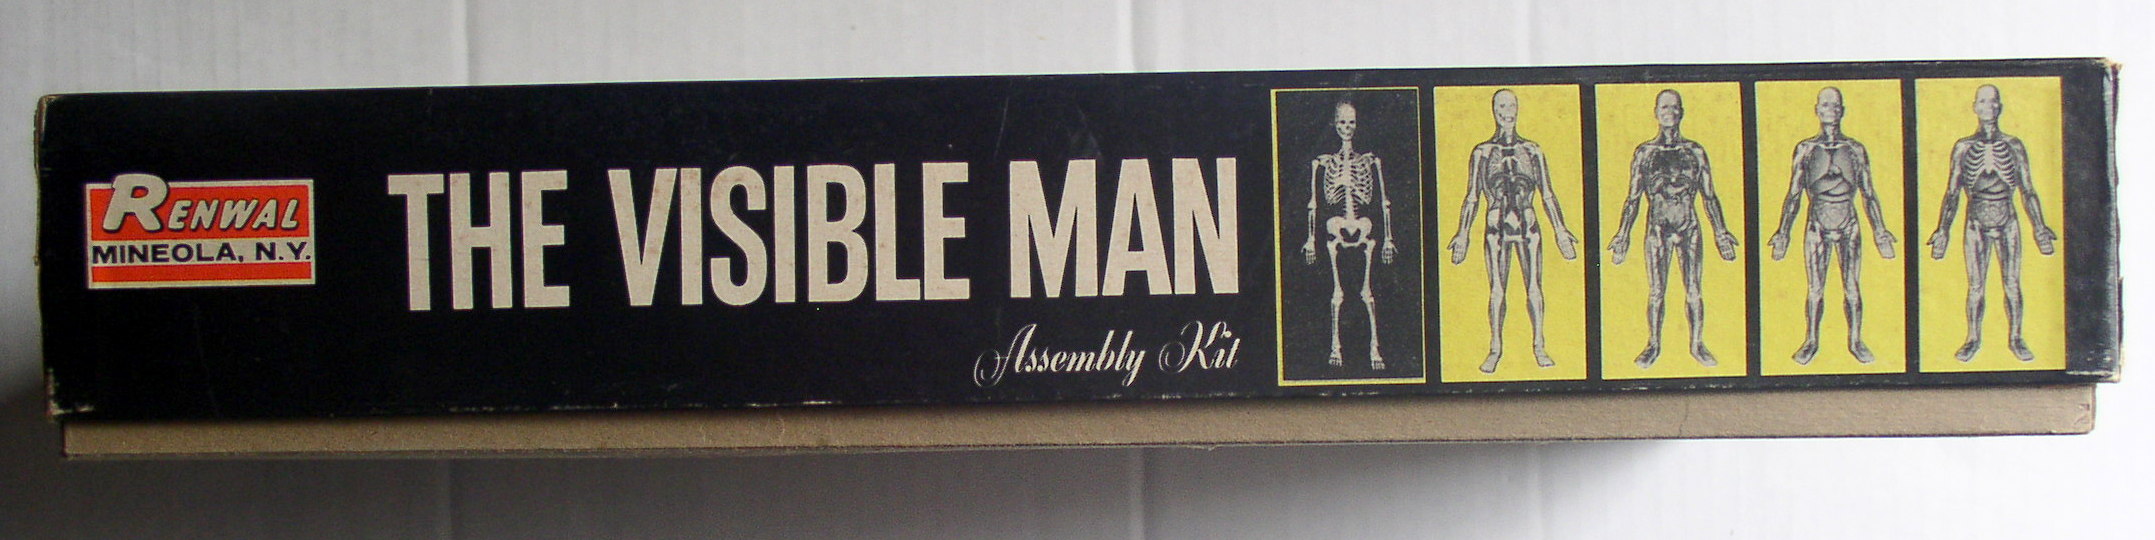 RENWAL
MINEOLA, N.Y.
THE VISIBLE MAN
Assembly Kit